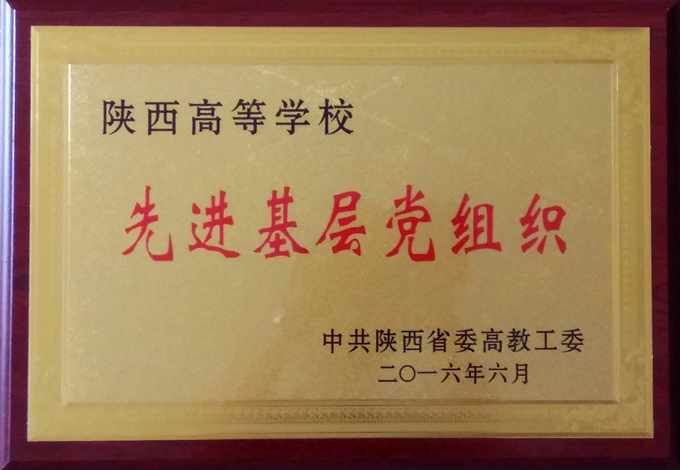 陕西高等学校
先进基层党组织
中共陕西省委高教工委
二〇一六年六月